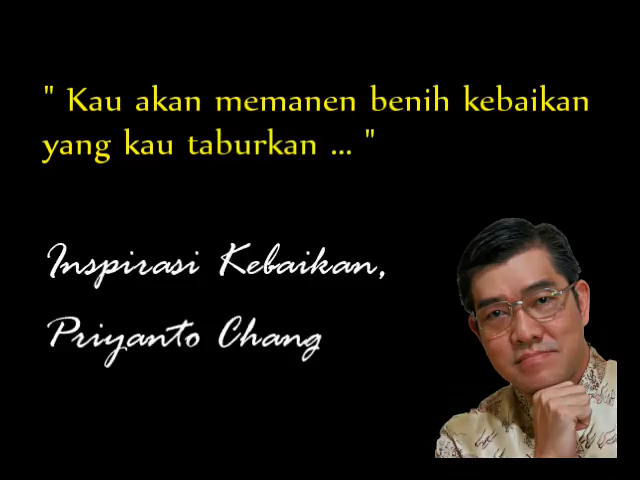 " Kau akan memanen benih kebaikan
yang kau taburkan ... "
Inspirasi Kebaikan,
Priyanto Chang